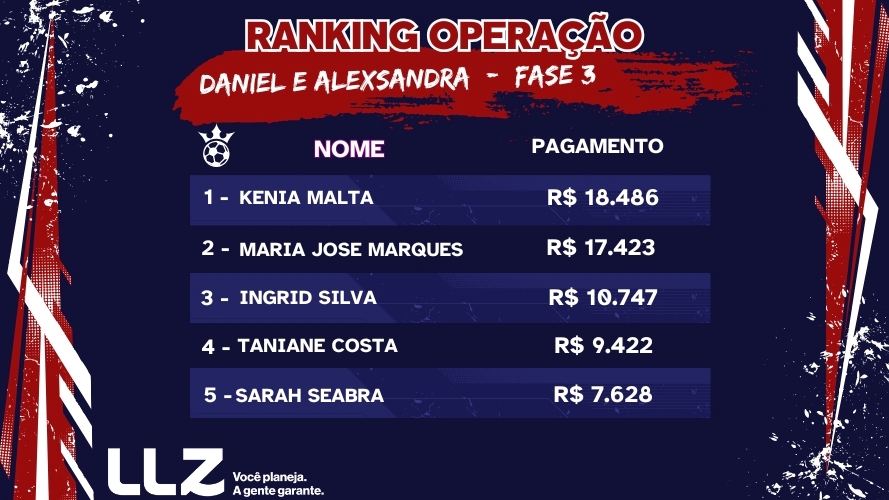 RANKING OPERAÇÃO
DANIEL E ALEXSANDRA - FASE 3
NOME PAGAMENTO
1 - KENIA MALTA R$ 18.486
2 - MARIA JOSE MARQUES R$ 17.423
3 - INGRID SILVA R$ 10.747
4 - TANIANE COSTA R$ 9.422
5 - SARAH SEABRA R$ 7.628
LLZ
Você planeja.
A gente garante.